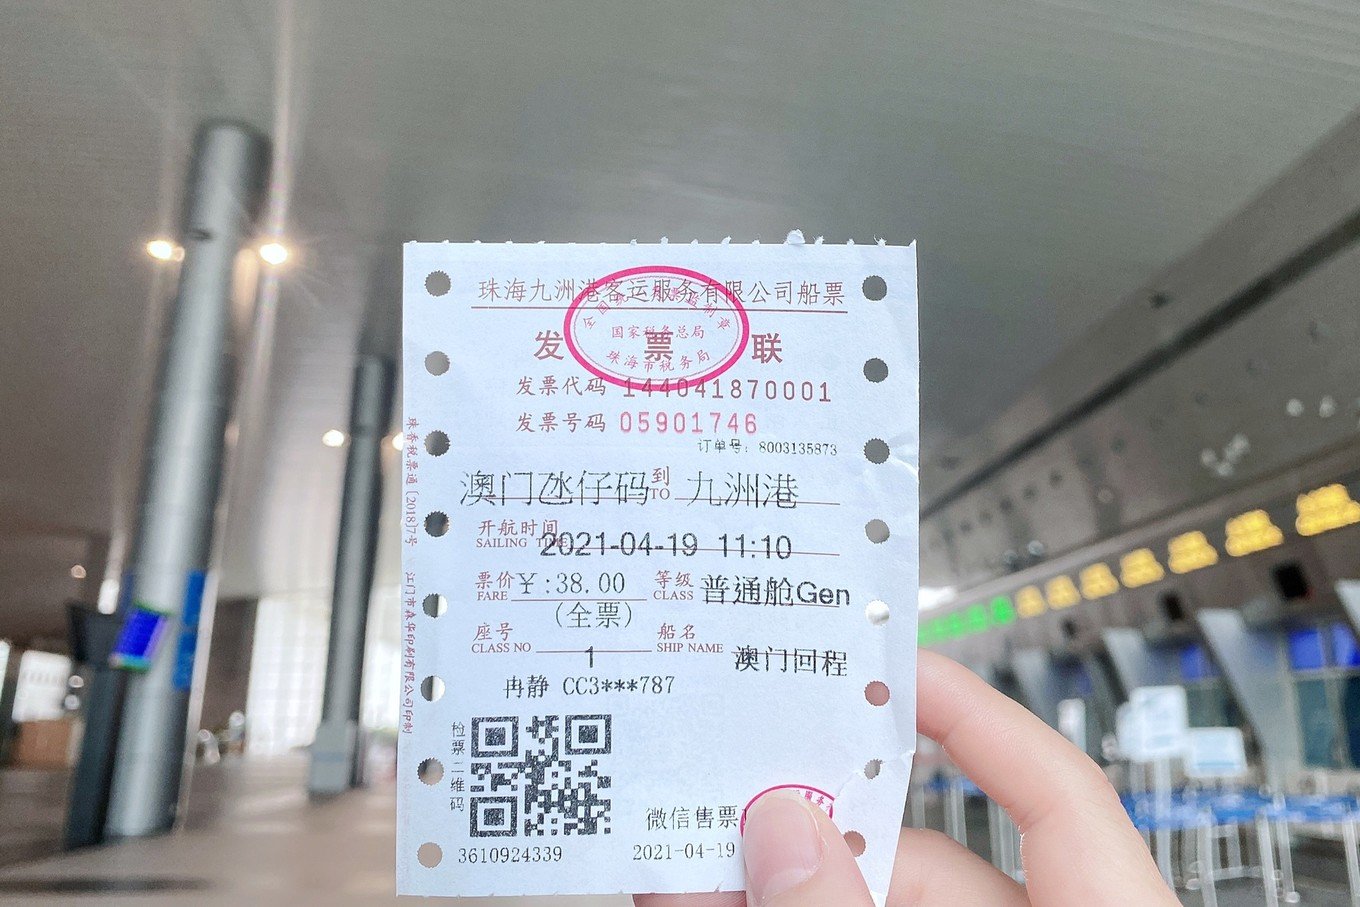 珠海九洲港客运服务有限公司船票
国家税务总局
珠海市税务局
发票联
发票代码 144041870001
发票号码 05901746
订单号: 8003135873
澳门氹仔码 到 TO 九洲港
开航时间
SAILING TIME 2021-04-19 11:10
票价 FARE ¥:38.00 等级 CLASS 普通舱Gen
(全票)
座号 CLASS NO 1 船名 SHIP NAME 澳门回程
冉静 CC3***787
检票二维码
微信售票
3610924339 2021-04-19